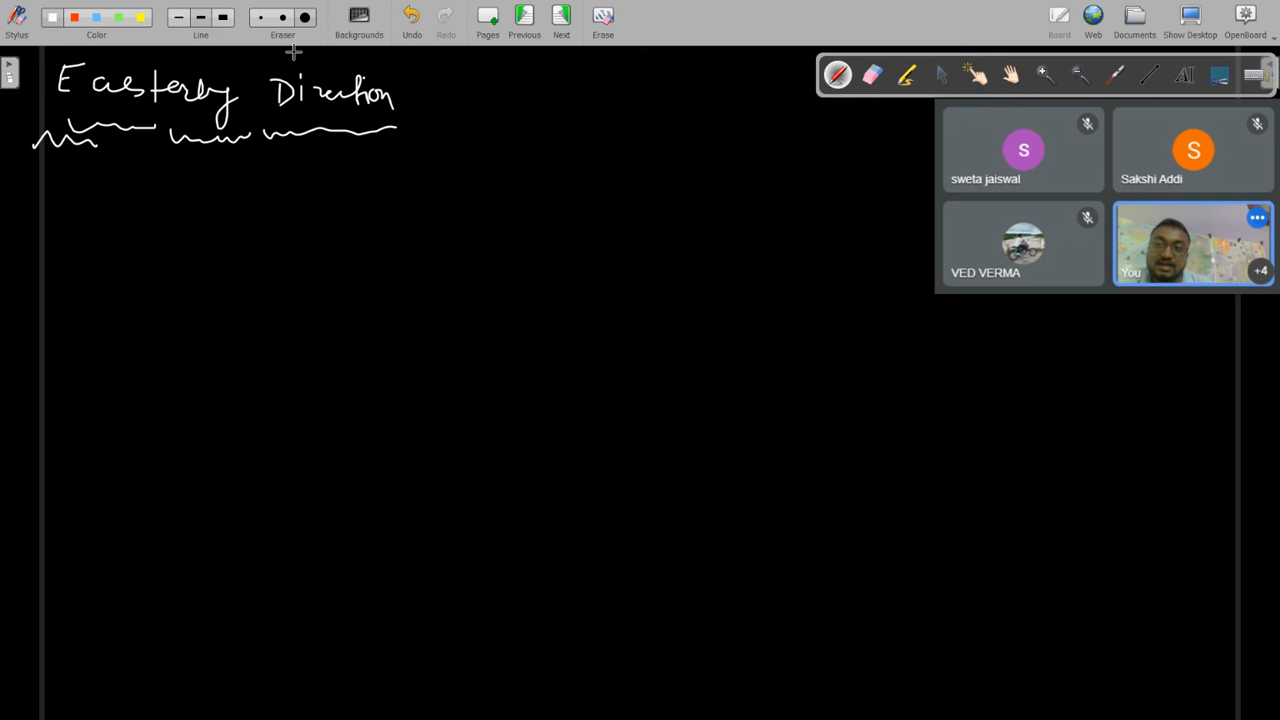 Stylus Color Line Eraser Backgrounds Undo Redo Pages Previous Next Erase Board Web Documents Show Desktop OpenBoard
Easterly Direction
S S
sweta jaiswal Sakshi Addi
VED VERMA You +4